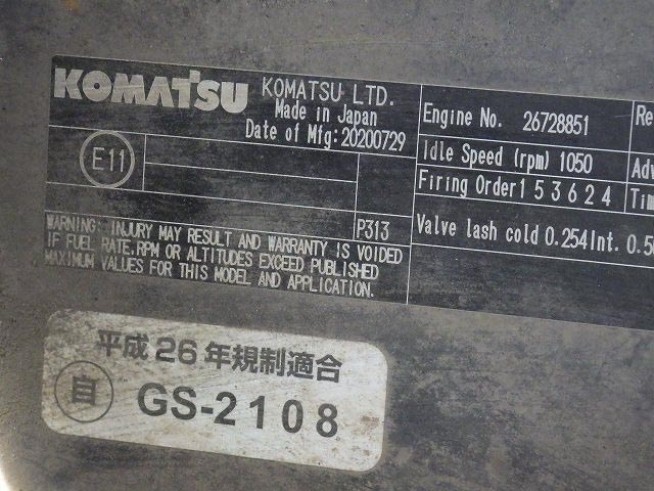 KOMATSU KOMATSU LTD.
Made in Japan
Date of Mfg:20200729
E11
P313
WARNING: INJURY MAY RESULT AND WARRANTY IS VOIDED
IF FUEL RATE.RPM OR ALTITUDES EXCEED PUBLISHED
MAXIMUM VALUES FOR THIS MODEL AND APPLICATION.
Engine No. 26728851
Idle Speed (rpm) 1050
Firing Order 1 5 3 6 2 4
Valve lash cold 0.254Int.
平成26年規制適合
自 GS-2108